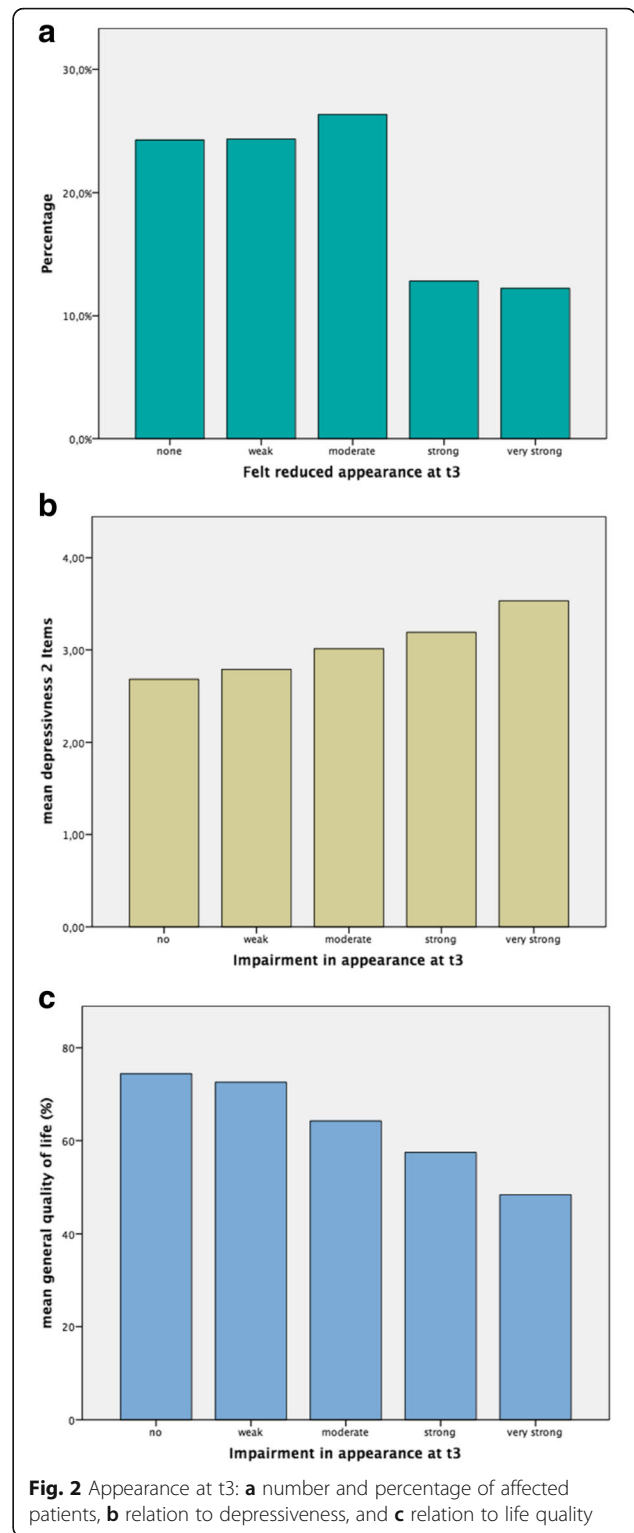 a
30,0%
20,0%
10,0%
0,0%
Percentage
none weak moderate strong very strong
Felt reduced appearance at t3
b
4,00
3,00
2,00
1,00
0,00
mean depressivness 2 Items
no weak moderate strong very strong
Impairment in appearance at t3
c
80
60
40
20
0
mean general quality of life (%)
no weak moderate strong very strong
Impairment in appearance at t3
Fig. 2 Appearance at t3: a number and percentage of affected
patients, b relation to depressiveness, and c relation to life quality